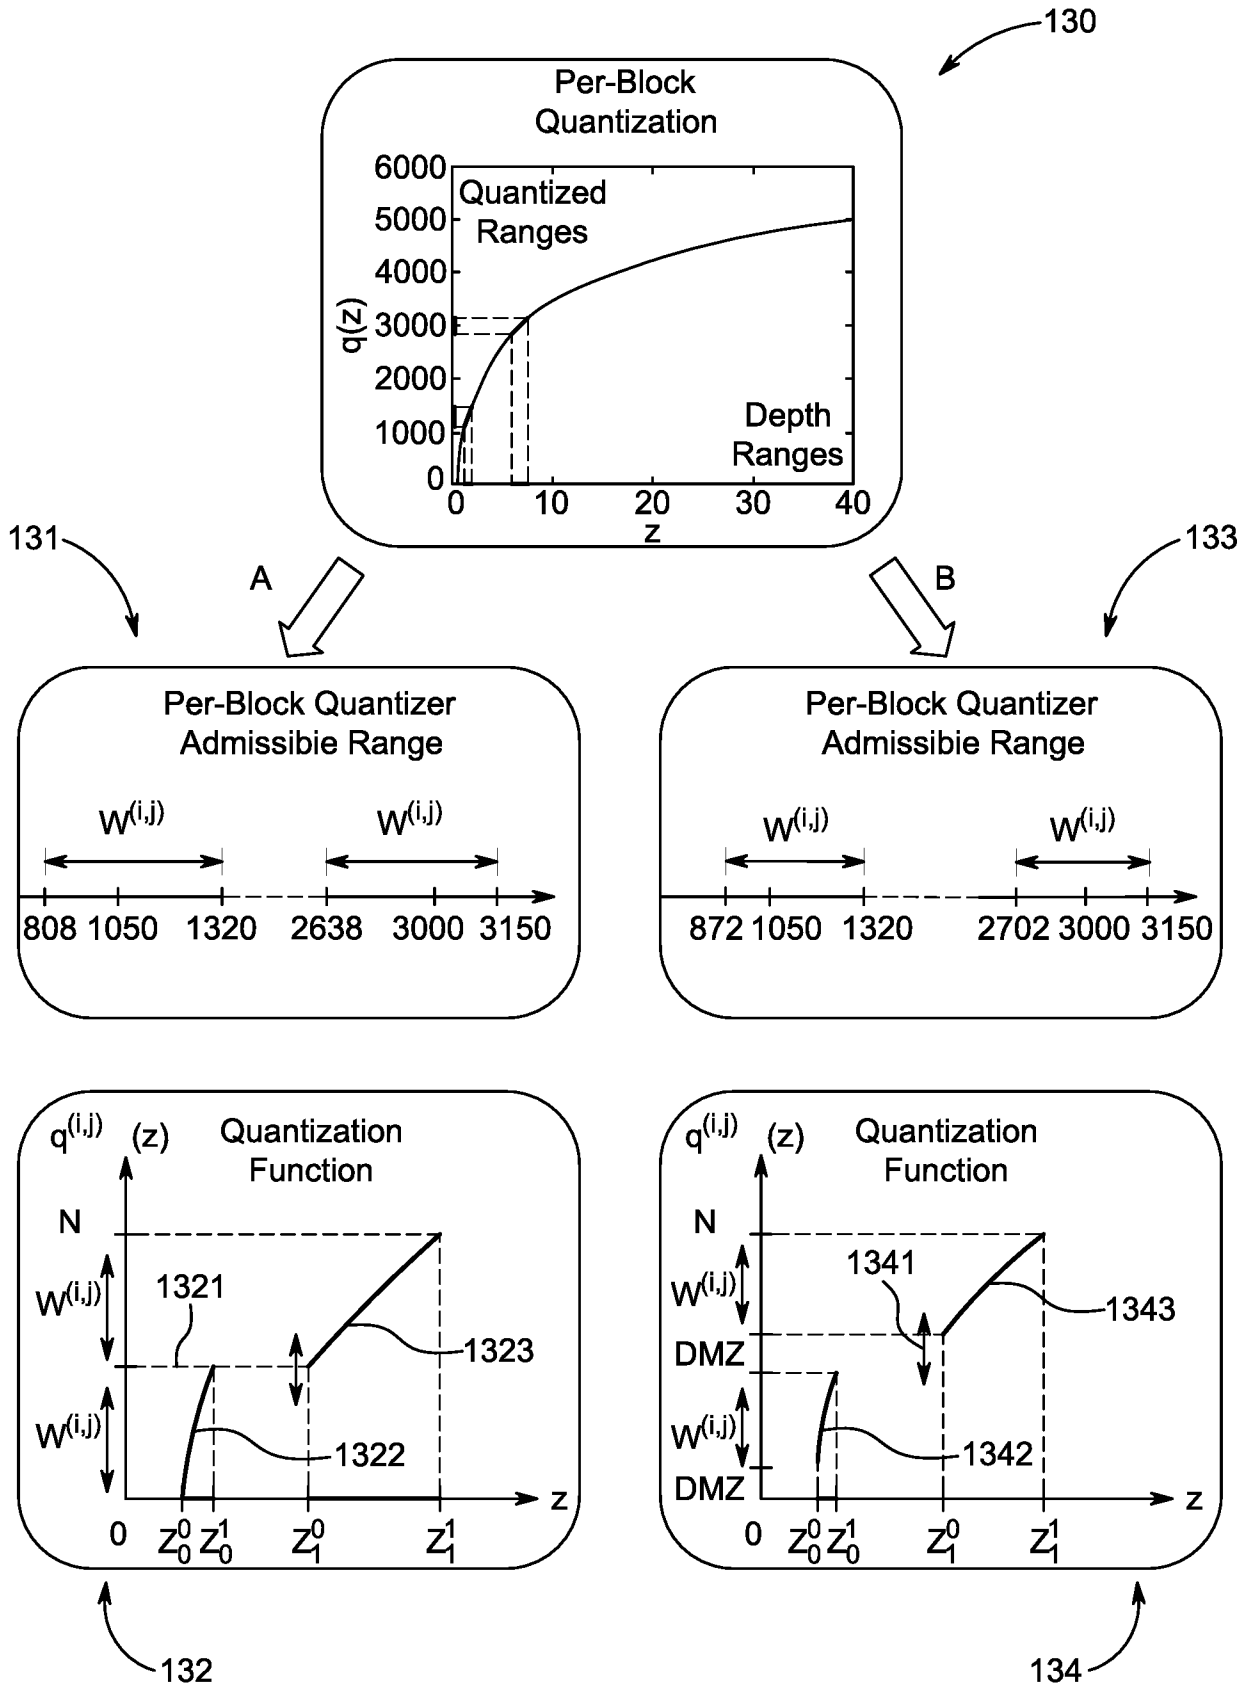 130
Per-Block
Quantization
6000
5000
4000
3000
2000
1000
0
q(z)
Quantized
Ranges
Depth
Ranges
0 10 20 30 40
z
131
A
B
133
Per-Block Quantizer
Admissibie Range
W(i,j) W(i,j)
808 1050 1320 2638 3000 3150
Per-Block Quantizer
Admissibie Range
W(i,j) W(i,j)
872 1050 1320 2702 3000 3150
q(i,j) (z)
Quantization
Function
N
W(i,j)
W(i,j)
1321
1323
1322
z
0 Z00 Z01 Z10 Z11
132
q(i,j) (z)
Quantization
Function
N
W(i,j)
DMZ
W(i,j)
DMZ
1341
1343
1342
z
0 Z00 Z01 Z10 Z11
134